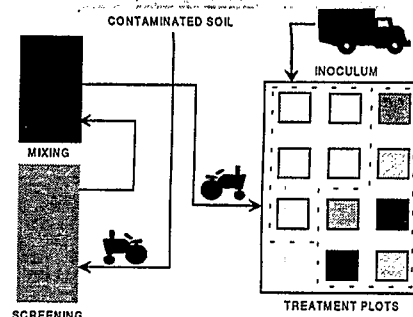 CONTAMINATED SOIL
INOCULUM
MIXING
SCREENING
TREATMENT PLOTS